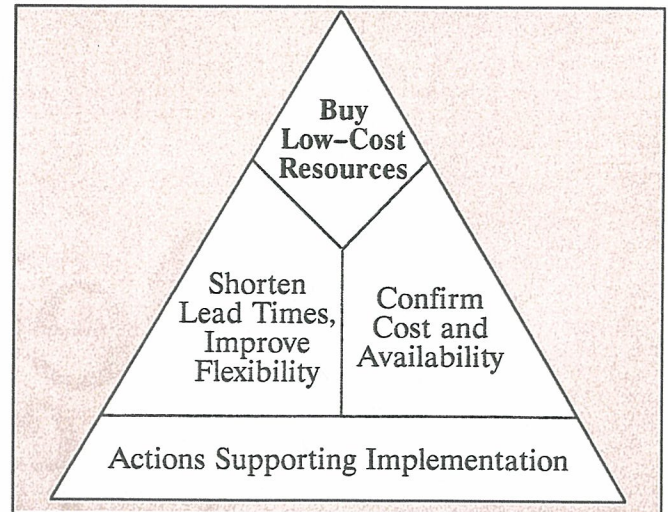 Buy
Low–Cost
Resources
Shorten
Lead Times,
Improve
Flexibility
Confirm
Cost and
Availability
Actions Supporting Implementation